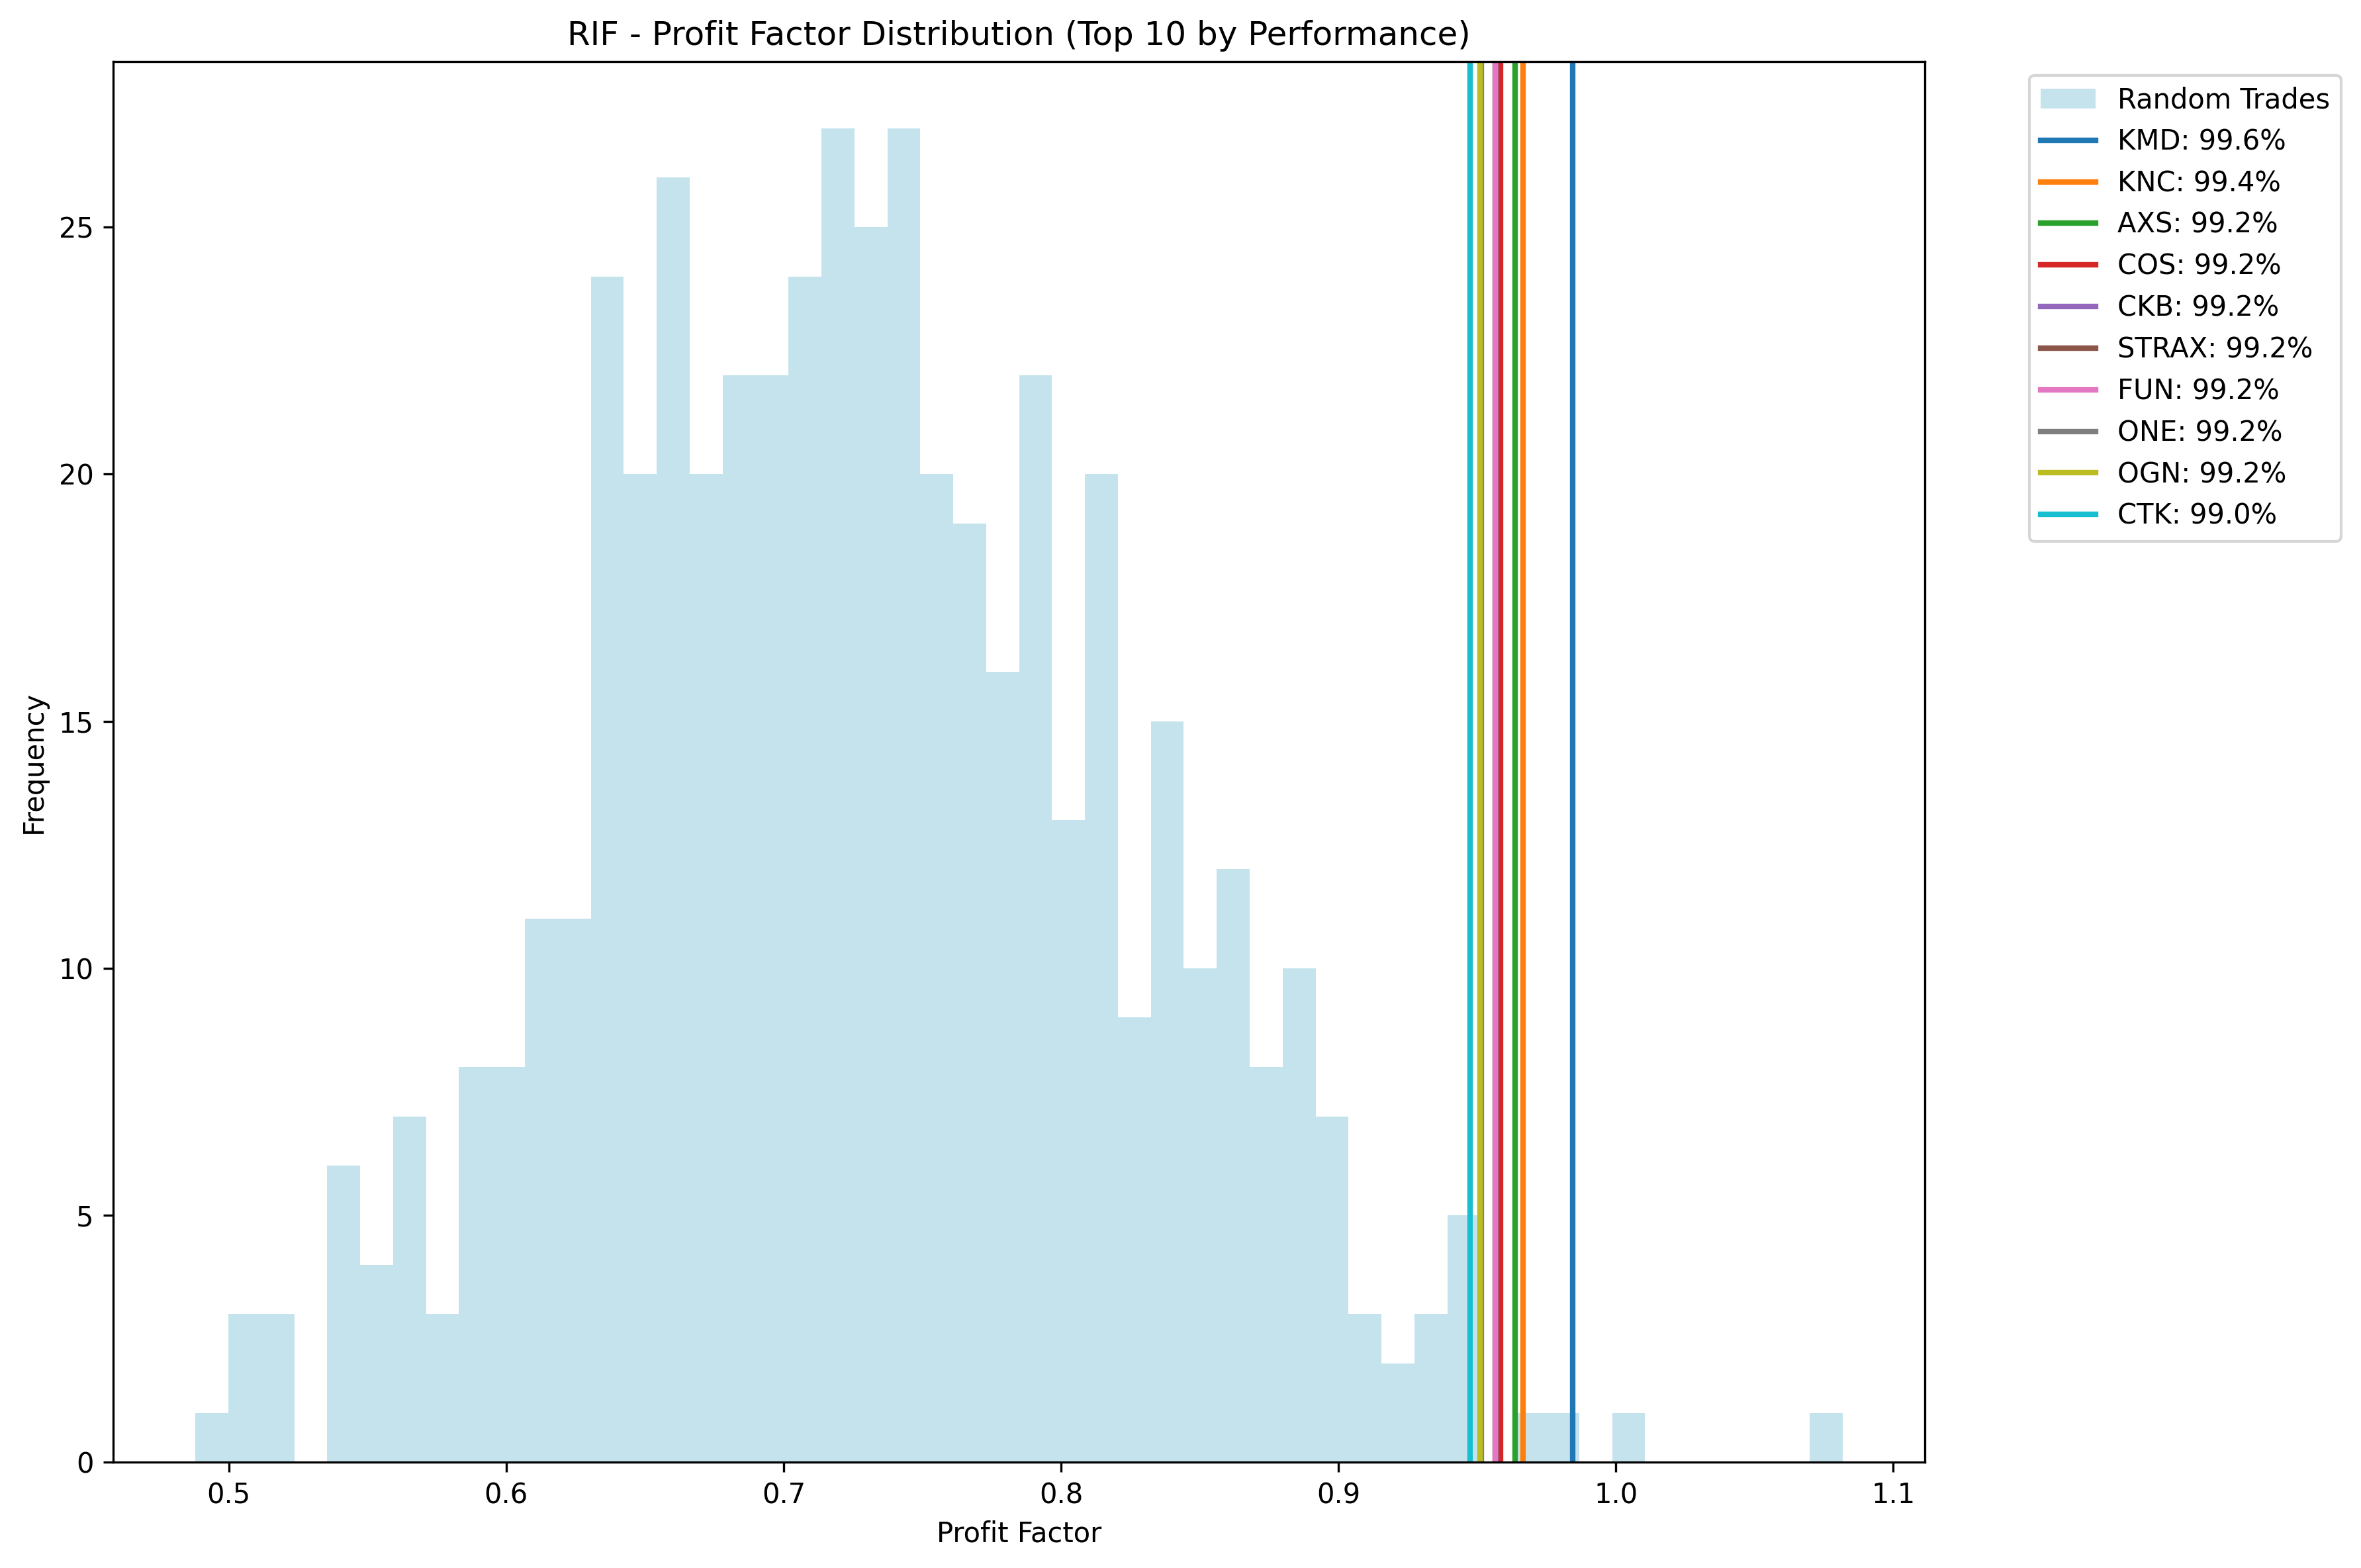 RIF - Profit Factor Distribution (Top 10 by Performance)
Random Trades
KMD: 99.6%
KNC: 99.4%
AXS: 99.2%
COS: 99.2%
CKB: 99.2%
STRAX: 99.2%
FUN: 99.2%
ONE: 99.2%
OGN: 99.2%
CTK: 99.0%
Frequency
25
20
15
10
5
0
0.5 0.6 0.7 0.8 0.9 1.0 1.1
Profit Factor